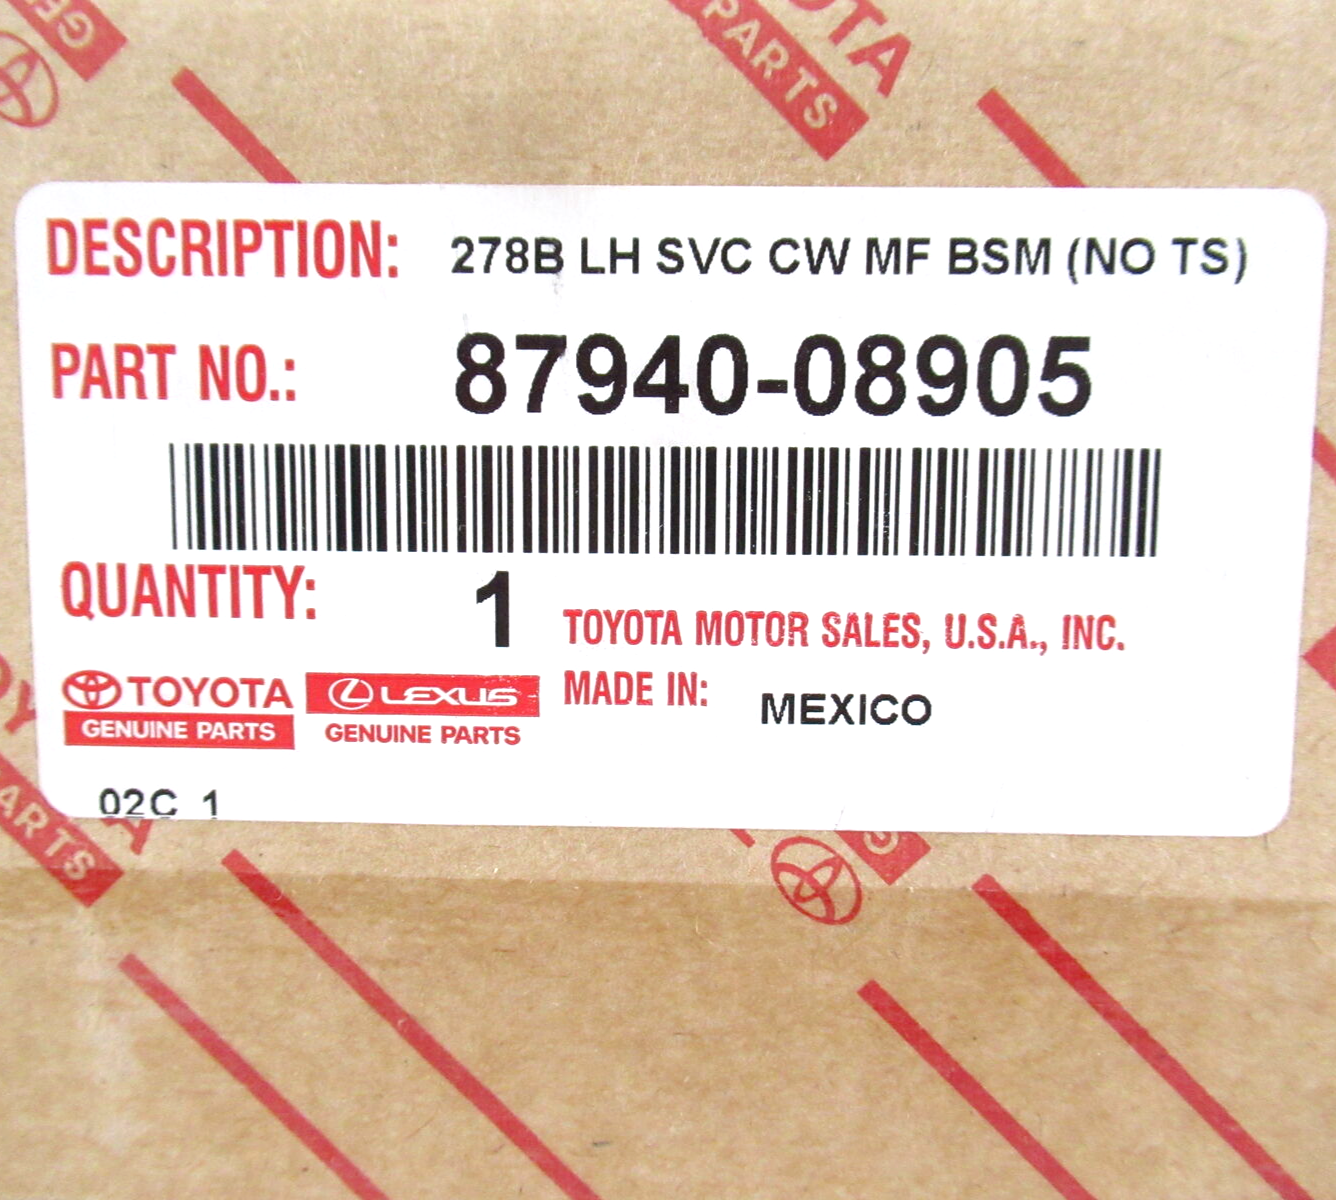 PARTS
DESCRIPTION: 278B LH SVC CW MF BSM (NO TS)
PART NO.: 87940-08905
QUANTITY: 1
TOYOTA MOTOR SALES, U.S.A., INC.
TOYOTA
GENUINE PARTS
LEXUS
GENUINE PARTS
MADE IN: MEXICO
02C 1